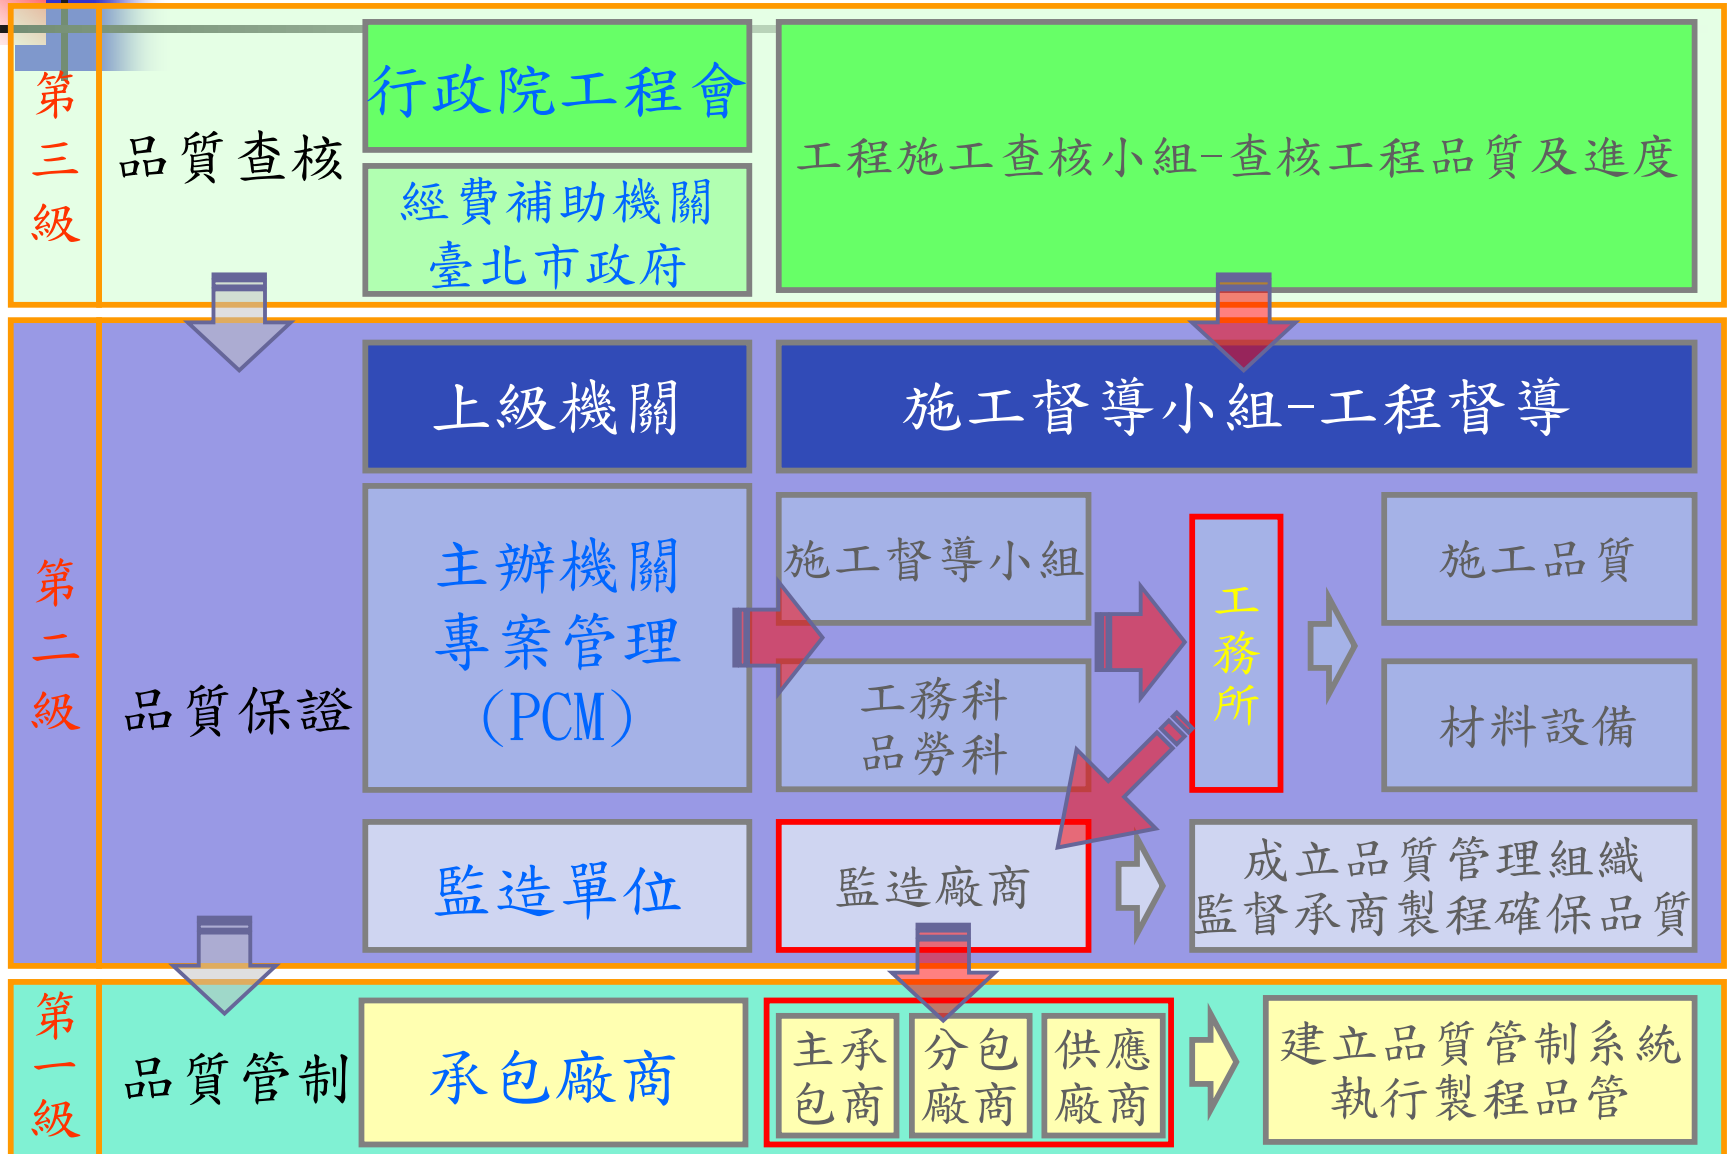 第三級
品質查核
行政院工程會
經費補助機關
臺北市政府
工程施工查核小組-查核工程品質及進度
第二級
品質保證
上級機關
施工督導小組-工程督導
主辦機關
專案管理
(PCM)
施工督導小組
工務科
品勞科
工務所
施工品質
材料設備
監造單位
監造廠商
成立品質管理組織
監督承商製程確保品質
第一級
品質管制
承包廠商
主承
包商
分包
廠商
供應
廠商
建立品質管制系統
執行製程品管